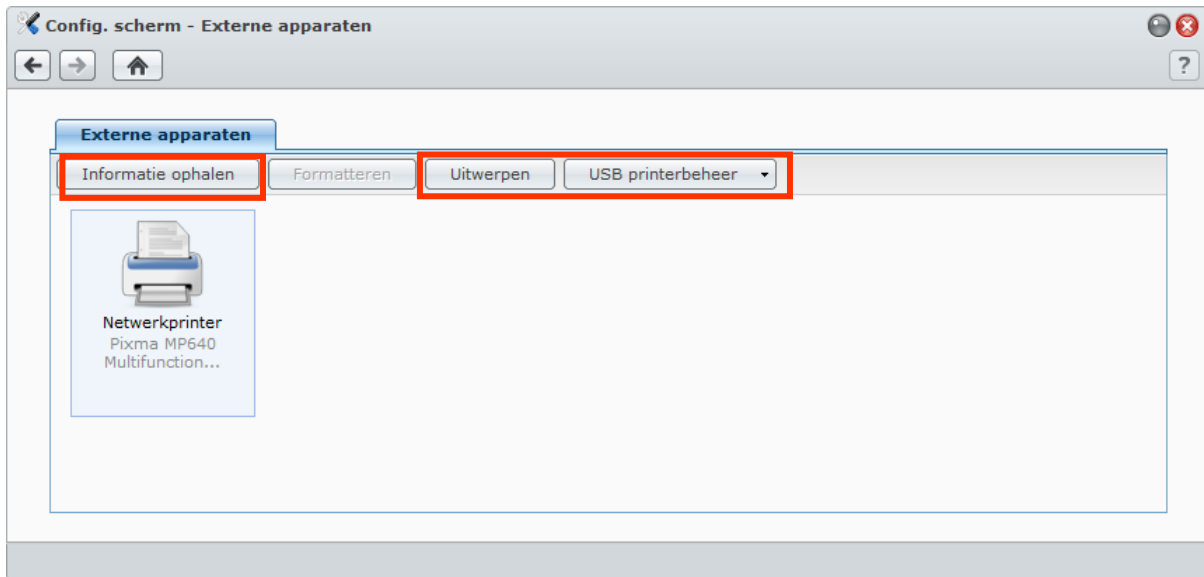 Config. scherm - Externe apparaten
?
Externe apparaten
Informatie ophalen Formatteren Uitwerpen USB printerbeheer
Netwerkprinter
Pixma MP640
Multifunction...